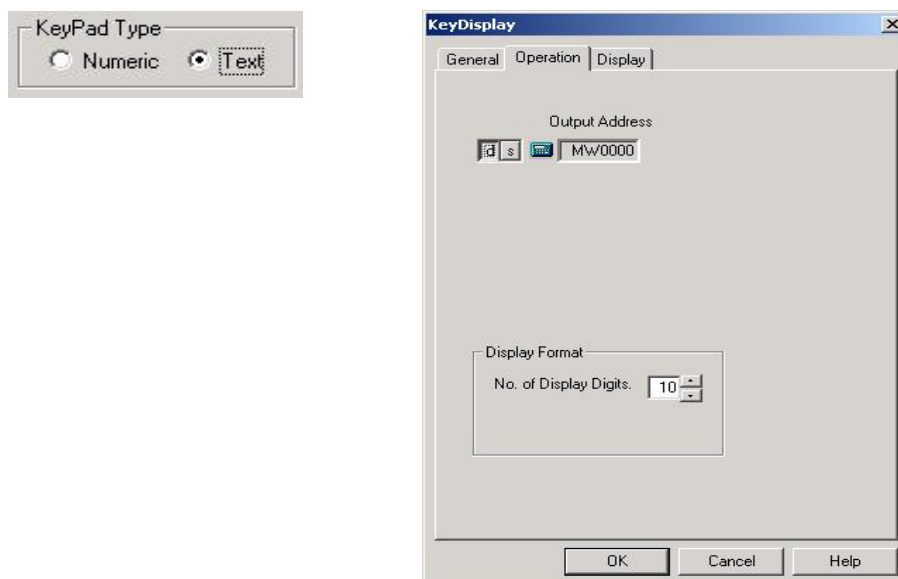 KeyPad Type
Numeric Text
KeyDisplay
General Operation Display
Output Address
d s MW0000
Display Format
No. of Display Digits. 10
OK Cancel Help